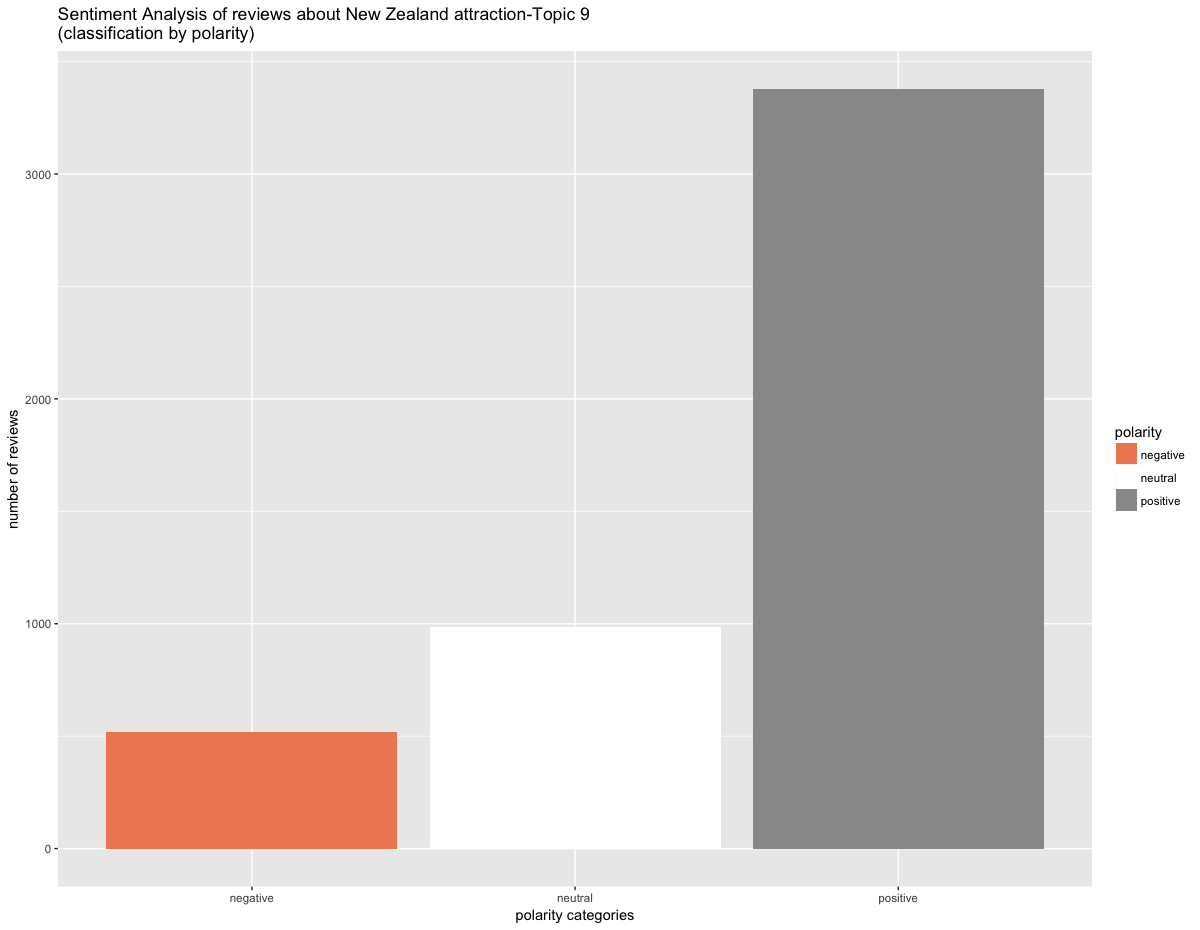 Sentiment Analysis of reviews about New Zealand attraction-Topic 9
(classification by polarity)
number of reviews
3000
2000
1000
0
negative
neutral
positive
polarity categories
polarity
negative
neutral
positive